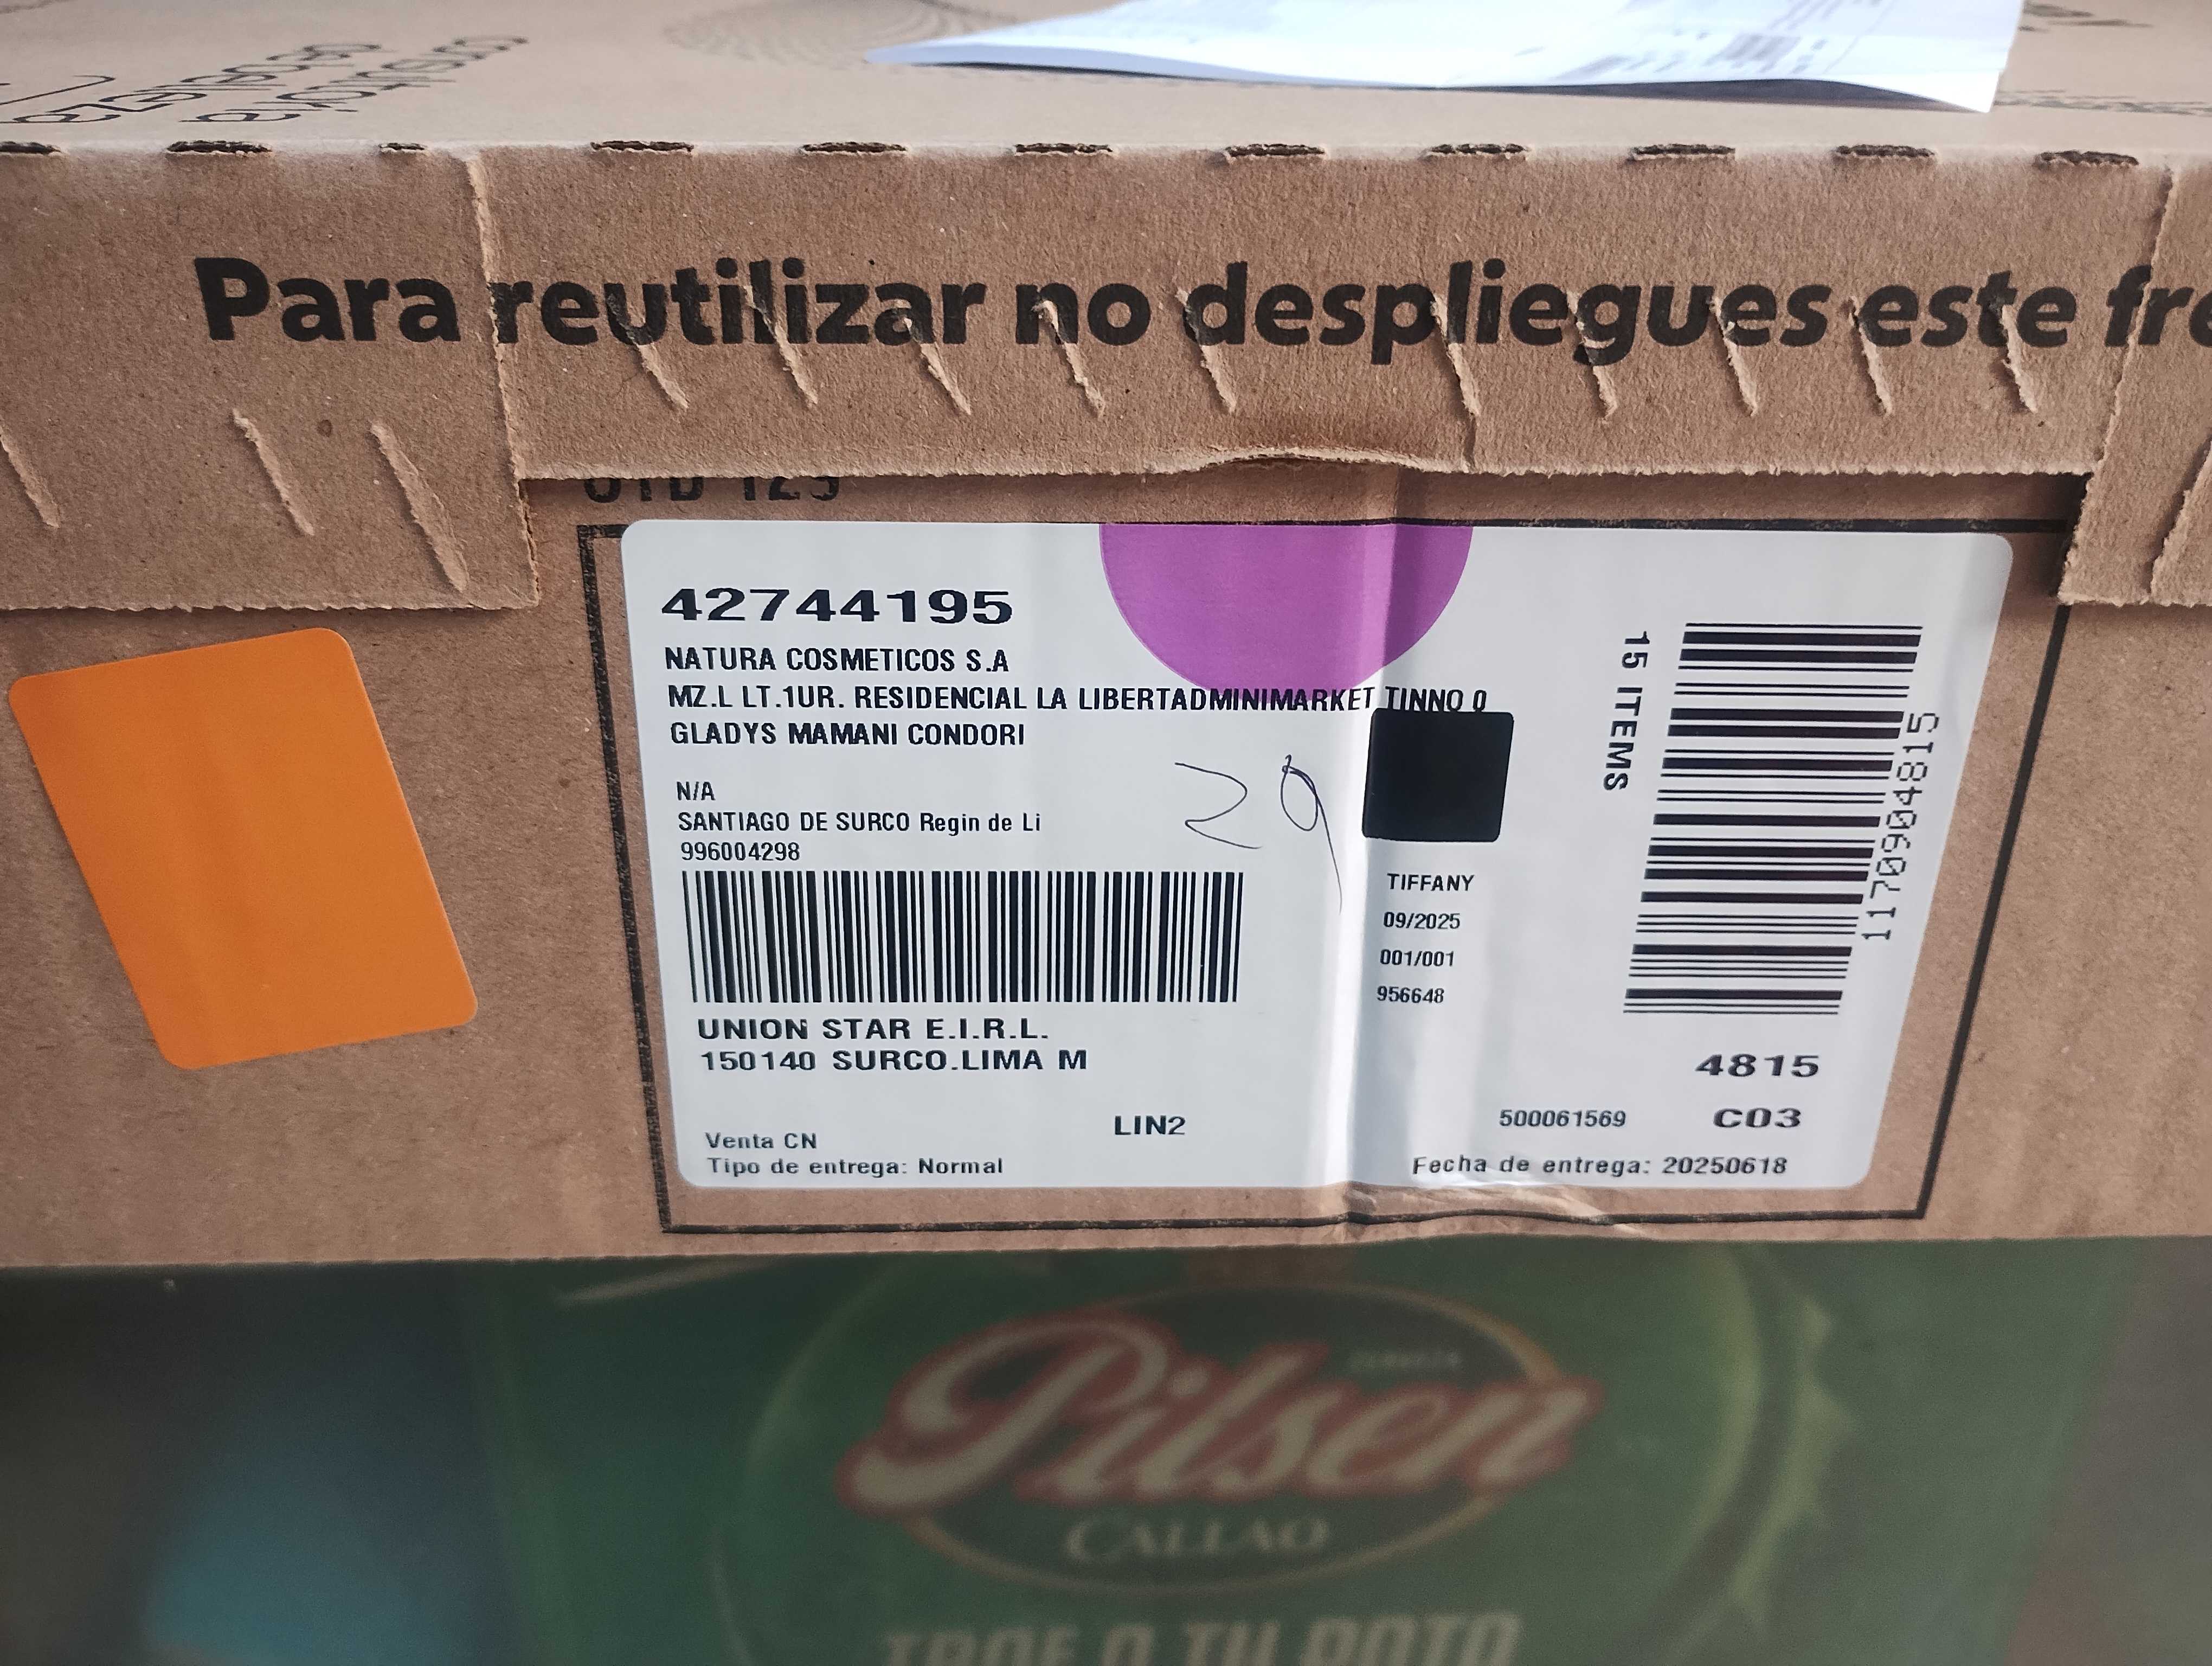 Para reutilizar no despliegues este
42744195
NATURA COSMETICOS S.A
MZ.L LT.1UR. RESIDENCIAL LA LIBERTADMINIMARKET TINNO 0
GLADYS MAMANI CONDORI
N/A
SANTIAGO DE SURCO Regin de Li
996004298
29
UNION STAR E.I.R.L.
150140 SURCO.LIMA M
Venta CN
Tipo de entrega: Normal
LIN2
TIFFANY
09/2025
001/001
956648
15 ITEMS
1170904815
4815
500061569
C03
Fecha de entrega: 20250618
Pilsen
CALLAO